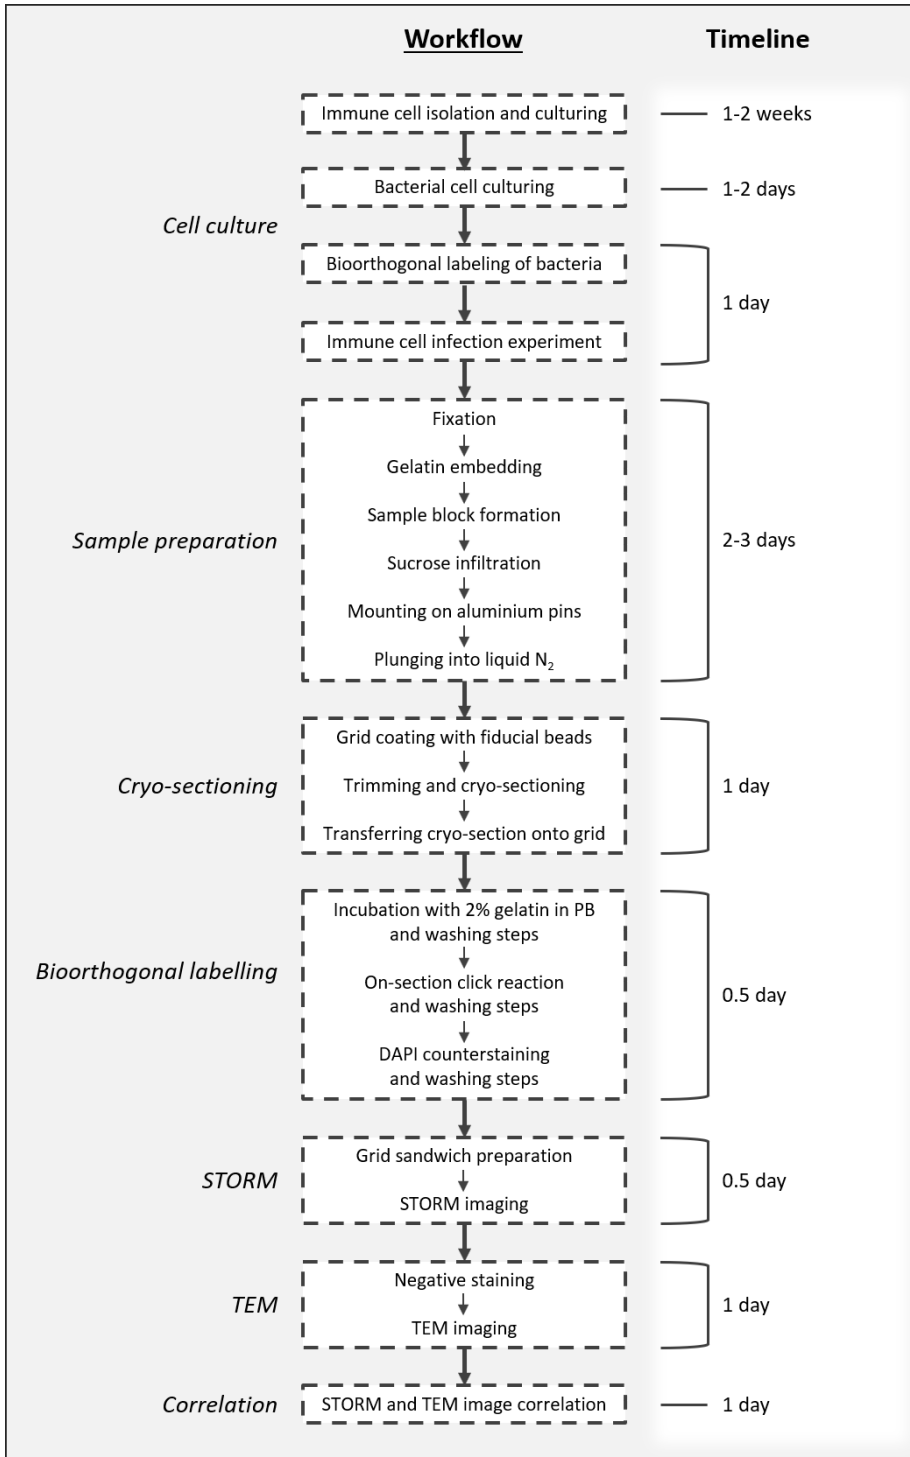 Workflow
Timeline
Immune cell isolation and culturing
1-2 weeks
Bacterial cell culturing
1-2 days
Cell culture
Bioorthogonal labeling of bacteria
1 day
Immune cell infection experiment
Fixation
Gelatin embedding
Sample block formation
Sample preparation
2-3 days
Sucrose infiltration
Mounting on aluminium pins
Plunging into liquid N₂
Grid coating with fiducial beads
Cryo-sectioning
Trimming and cryo-sectioning
1 day
Transferring cryo-section onto grid
Incubation with 2% gelatin in PB
and washing steps
Bioorthogonal labelling
On-section click reaction
and washing steps
0.5 day
DAPI counterstaining
and washing steps
Grid sandwich preparation
STORM
0.5 day
STORM imaging
Negative staining
TEM
1 day
TEM imaging
Correlation
STORM and TEM image correlation
1 day